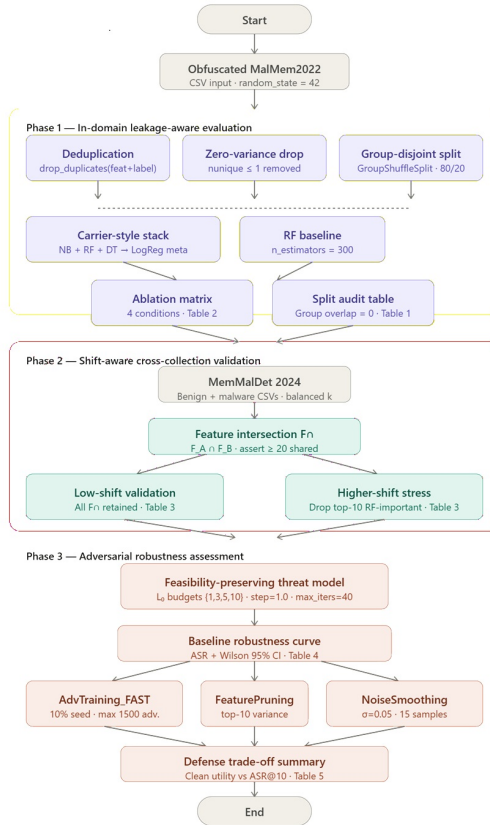 Start
Obfuscated MalMem2022
CSV input · random_state = 42
Phase 1 — In-domain leakage-aware evaluation
Deduplication
drop_duplicates(feat+label)
Zero-variance drop
nunique ≤ 1 removed
Group-disjoint split
GroupShuffleSplit · 80/20
Carrier-style stack
NB + RF + DT → LogReg meta
RF baseline
n_estimators = 300
Ablation matrix
4 conditions · Table 2
Split audit table
Group overlap = 0 · Table 1
Phase 2 — Shift-aware cross-collection validation
MemMalDet 2024
Benign + malware CSVs · balanced k
Feature intersection F∩
F_A ∩ F_B · assert ≥ 20 shared
Low-shift validation
All F∩ retained · Table 3
Higher-shift stress
Drop top-10 RF-important · Table 3
Phase 3 — Adversarial robustness assessment
Feasibility-preserving threat model
L₀ budgets {1,3,5,10} · step=1.0 · max_iters=40
Baseline robustness curve
ASR + Wilson 95% CI · Table 4
AdvTraining_FAST
10% seed · max 1500 adv.
FeaturePruning
top-10 variance
NoiseSmoothing
σ=0.05 · 15 samples
Defense trade-off summary
Clean utility vs ASR@10 · Table 5
End